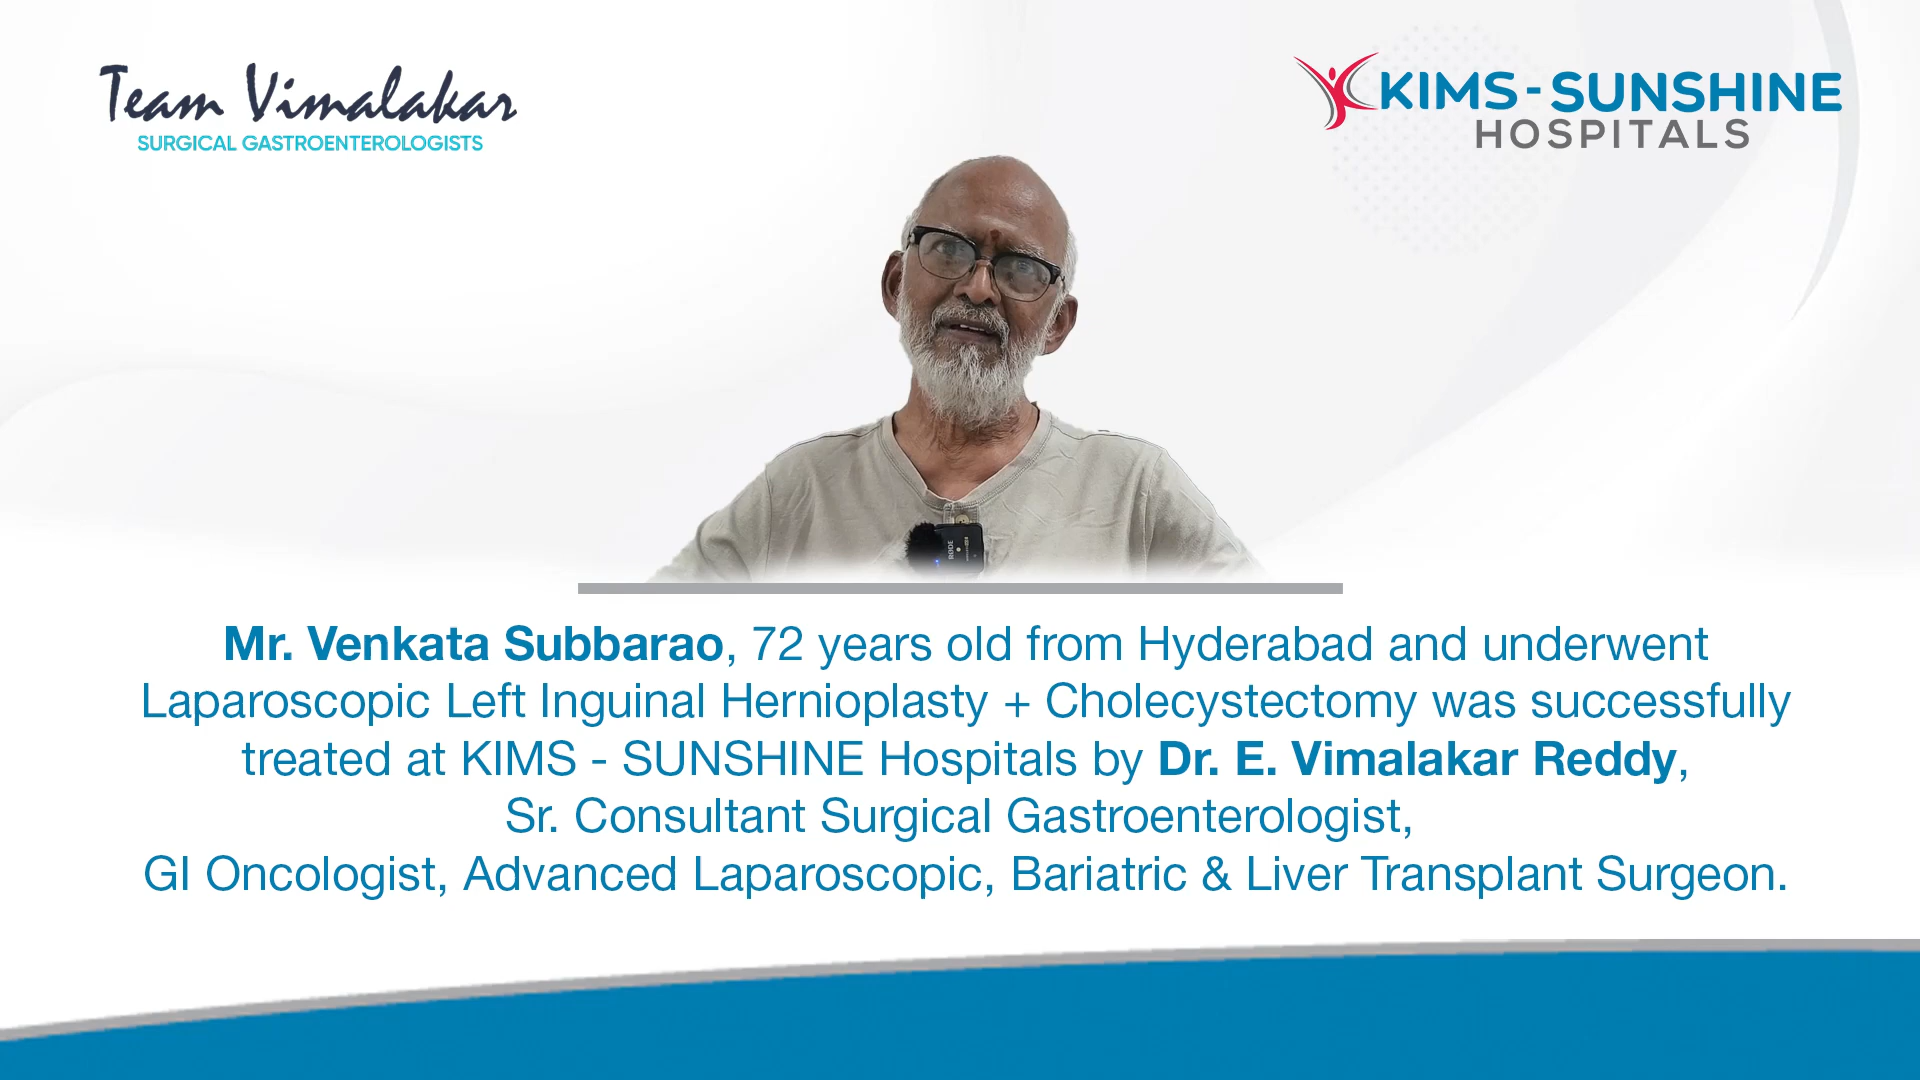 Team Vimalakar
SURGICAL GASTROENTEROLOGISTS
KIMS - SUNSHINE
HOSPITALS
RODE
Mr. Venkata Subbarao, 72 years old from Hyderabad and underwent
Laparoscopic Left Inguinal Hernioplasty + Cholecystectomy was successfully
treated at KIMS - SUNSHINE Hospitals by Dr. E. Vimalakar Reddy,
Sr. Consultant Surgical Gastroenterologist,
GI Oncologist, Advanced Laparoscopic, Bariatric & Liver Transplant Surgeon.